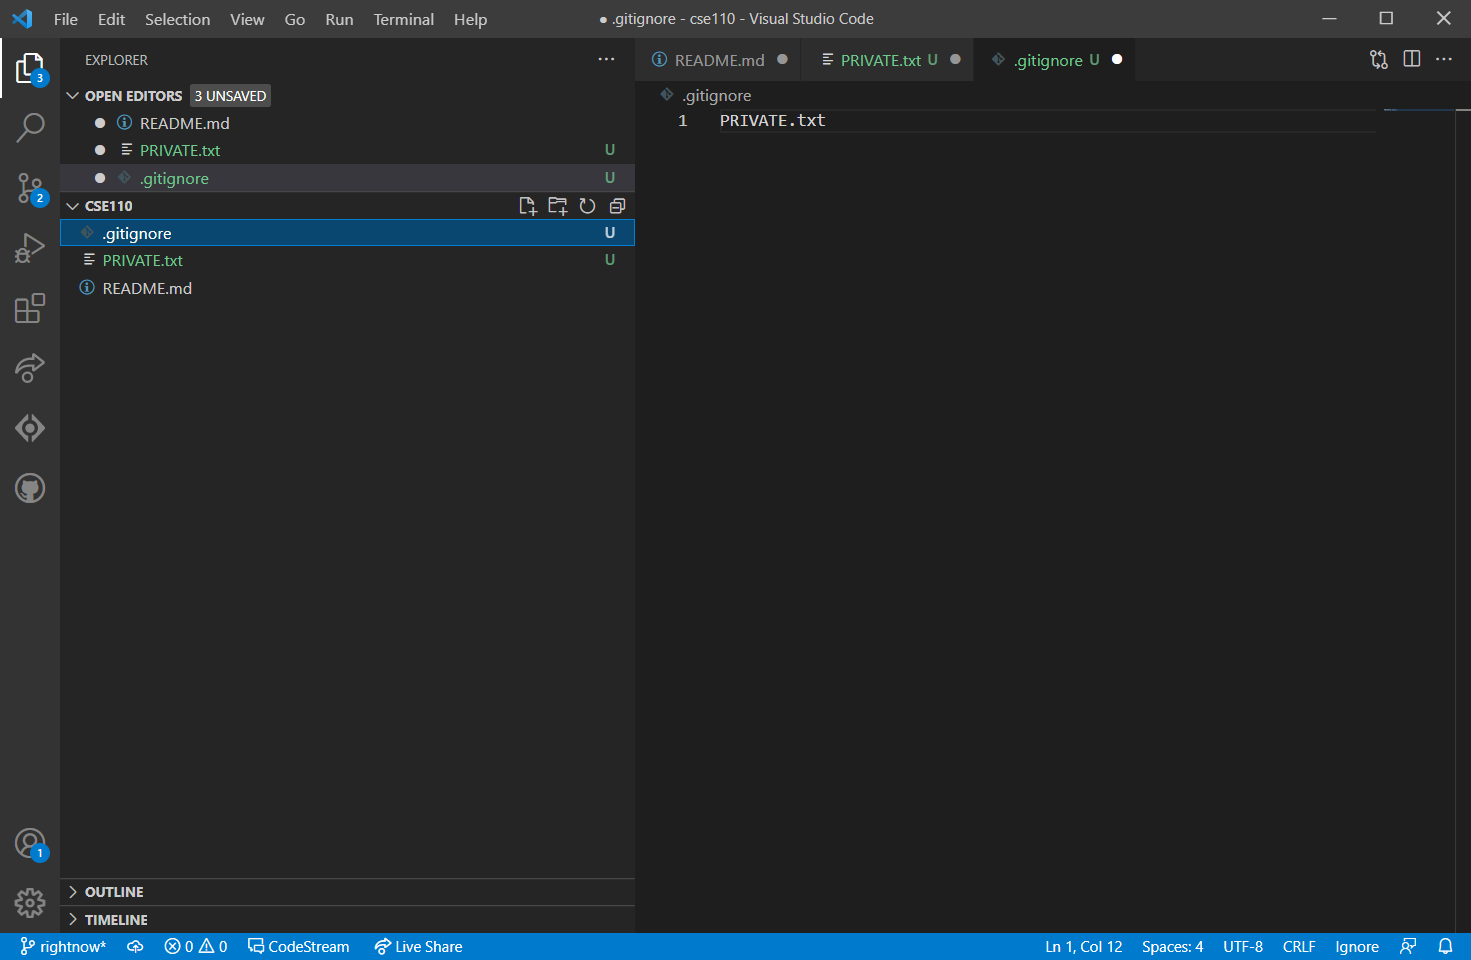 File Edit Selection View Go Run Terminal Help
● .gitignore - cse110 - Visual Studio Code
EXPLORER
OPEN EDITORS 3 UNSAVED
README.md
PRIVATE.txt U
.gitignore U
CSE110
.gitignore U
PRIVATE.txt U
README.md
OUTLINE
TIMELINE
3
2
1
README.md PRIVATE.txt U .gitignore U
.gitignore
1 PRIVATE.txt
rightnow* 0 0 CodeStream Live Share Ln 1, Col 12 Spaces: 4 UTF-8 CRLF Ignore